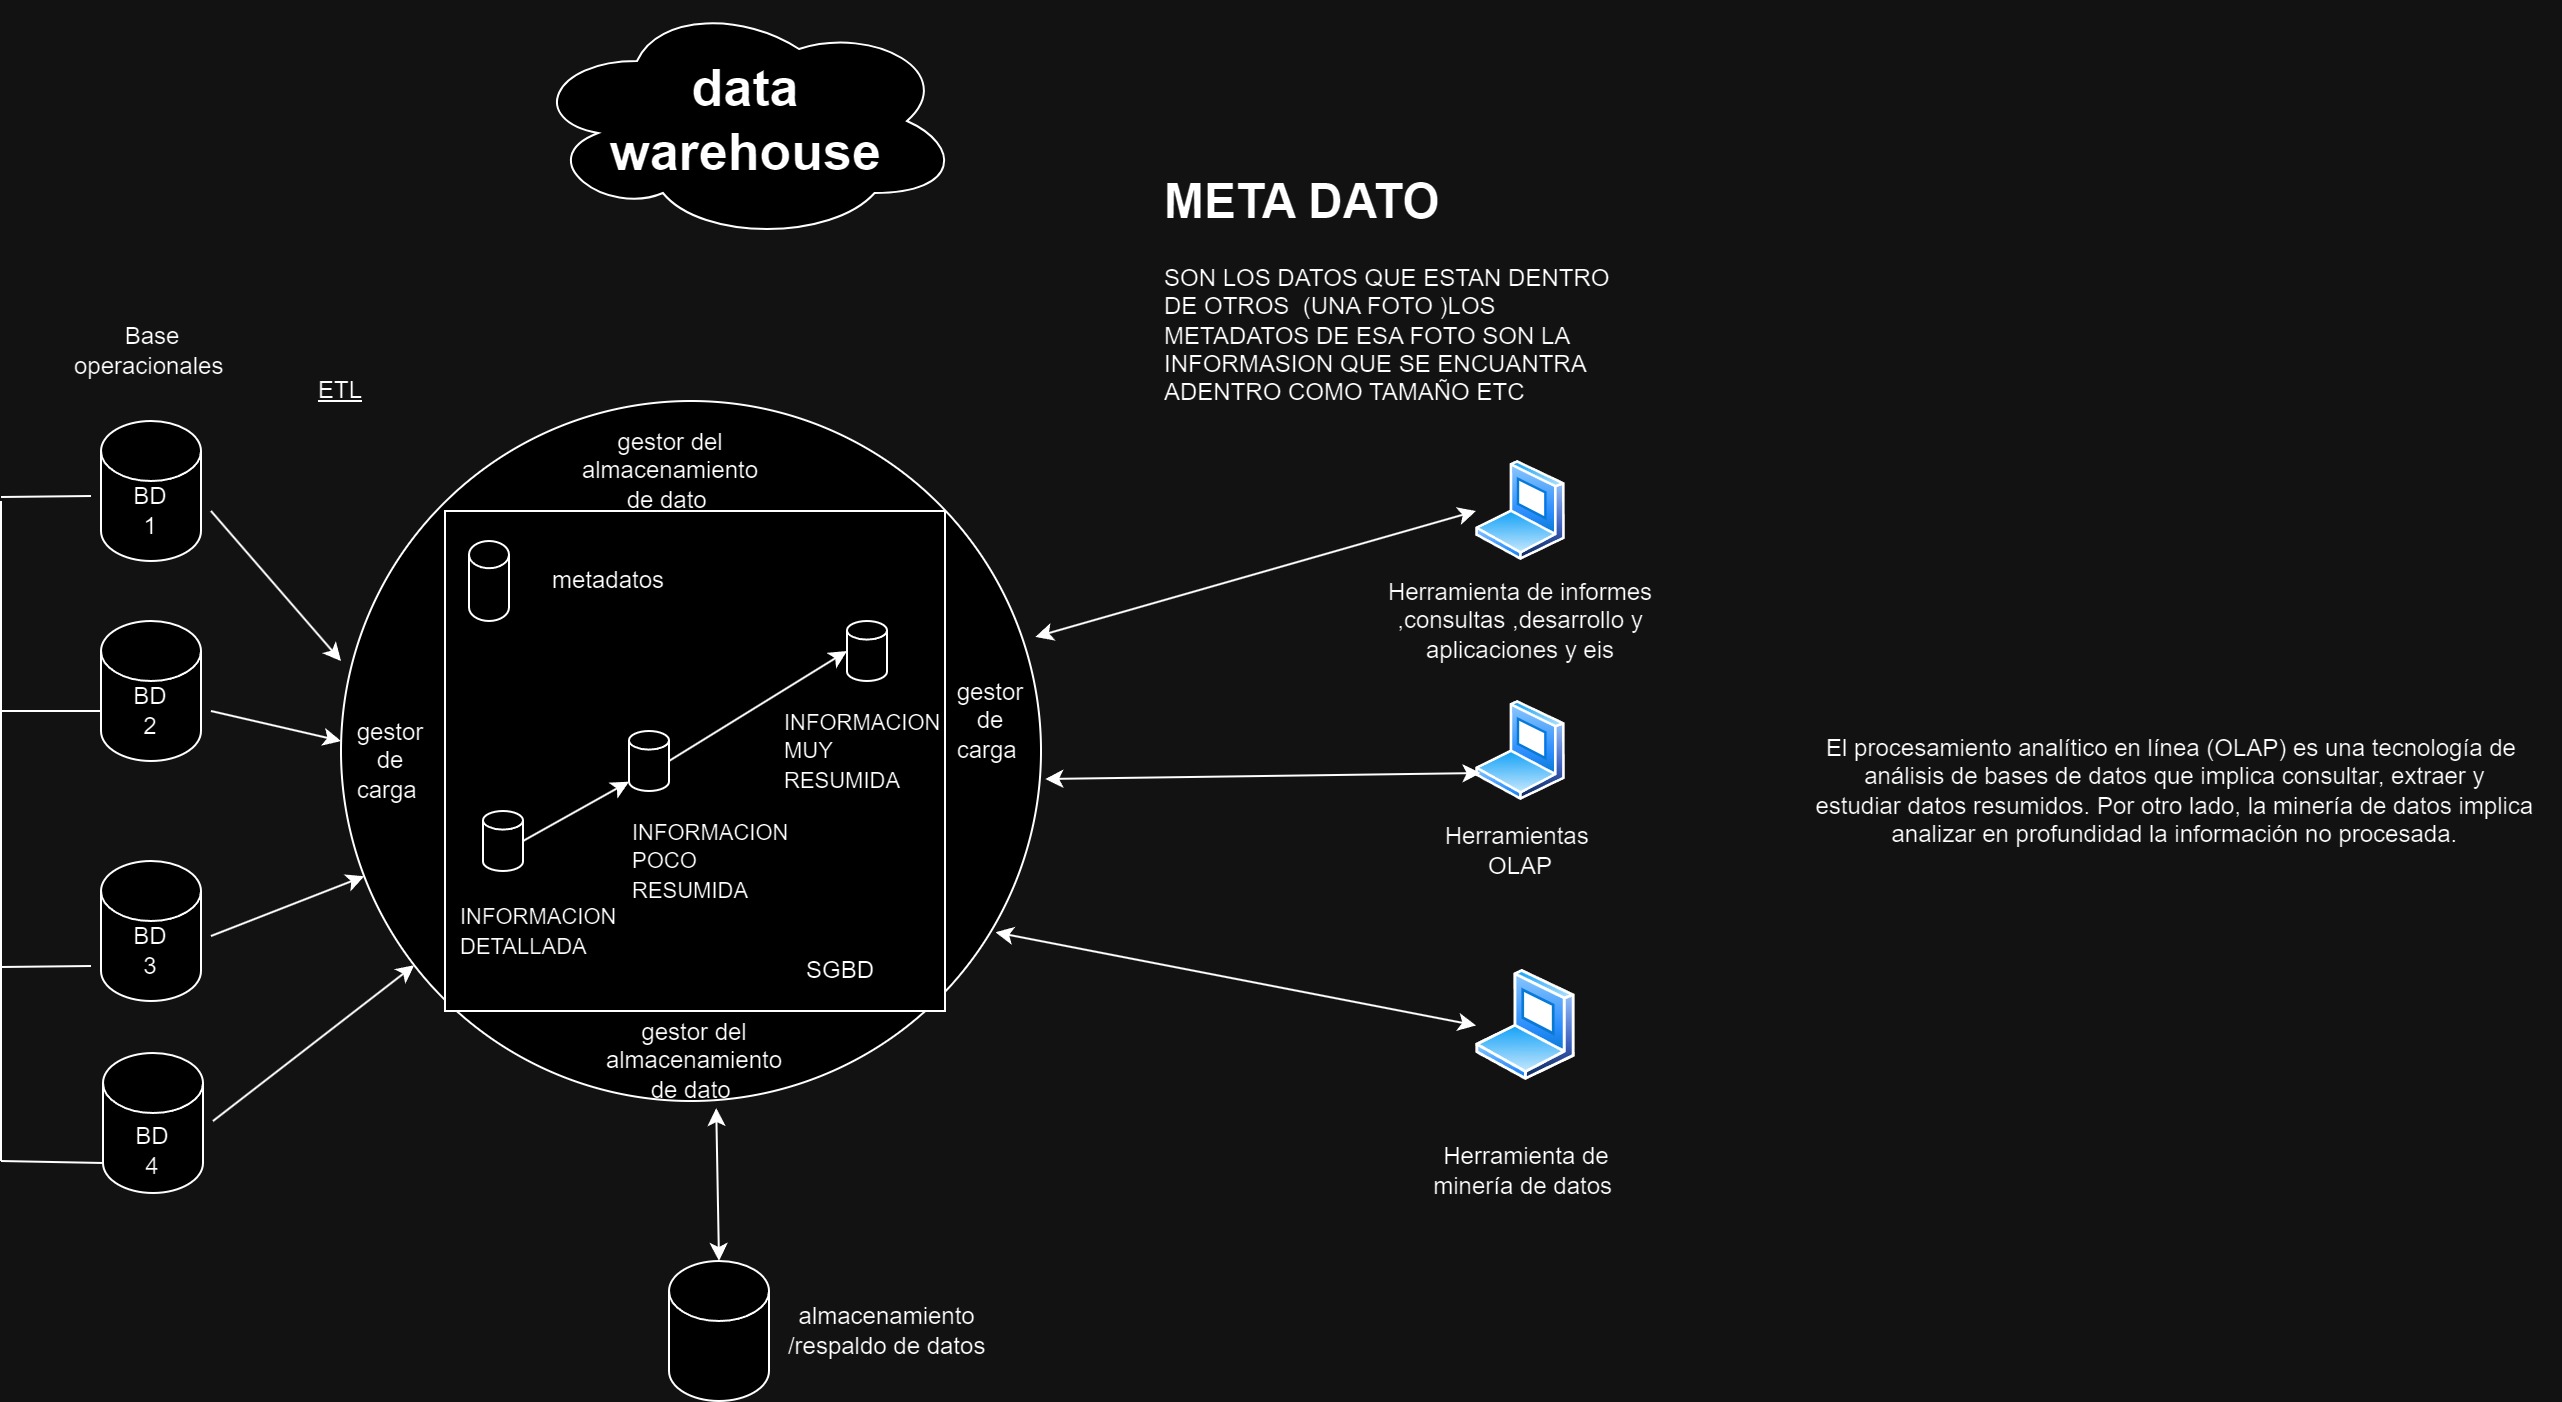 data
warehouse
META DATO
SON LOS DATOS QUE ESTAN DENTRO
DE OTROS  (UNA FOTO )LOS
METADATOS DE ESA FOTO SON LA
INFORMASION QUE SE ENCUANTRA
ADENTRO COMO TAMAÑO ETC
Base
operacionales
ETL
BD
1
BD
2
BD
3
BD
4
gestor del
almacenamiento
de dato
gestor
de
carga
metadatos
INFORMACION
MUY
RESUMIDA
INFORMACION
POCO
RESUMIDA
INFORMACION
DETALLADA
SGBD
gestor
de
carga
gestor del
almacenamiento
de dato
almacenamiento
/respaldo de datos
Herramienta de informes
,consultas ,desarrollo y
aplicaciones y eis
Herramientas
OLAP
Herramienta de
minería de datos
El procesamiento analítico en línea (OLAP) es una tecnología de
análisis de bases de datos que implica consultar, extraer y
estudiar datos resumidos. Por otro lado, la minería de datos implica
analizar en profundidad la información no procesada.